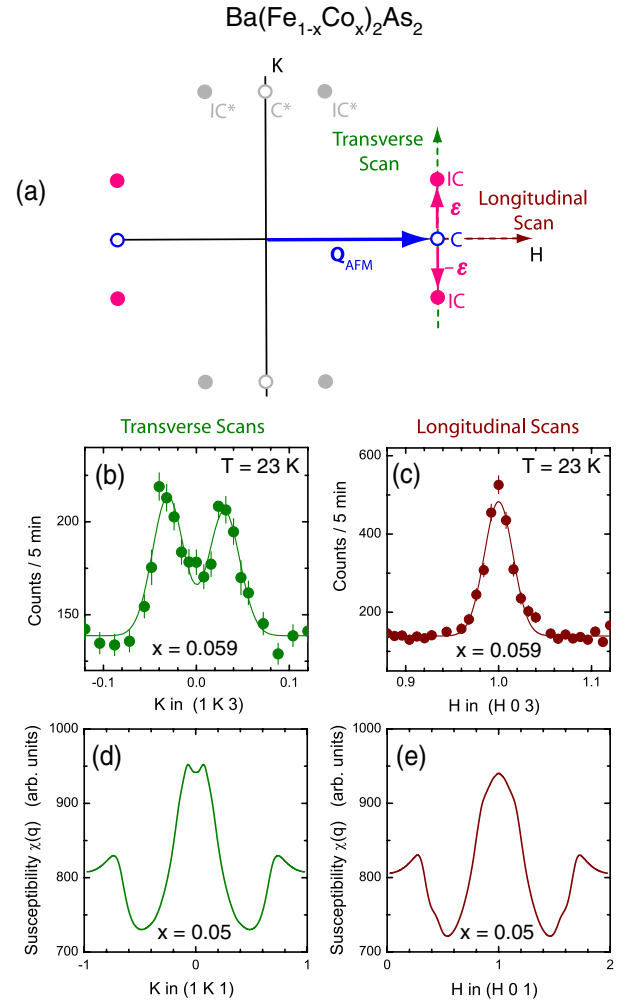 Ba(Fe₁₋ₓCoₓ)₂As₂
(a)
K
IC*
C*
IC*
Transverse
Scan
IC
ε
Longitudinal
Scan
C
H
Q_AFM
-ε
IC
Transverse Scans
Longitudinal Scans
(b)
T = 23 K
x = 0.059
Counts / 5 min
200
150
-0.1
0.0
0.1
K in (1 K 3)
(c)
T = 23 K
x = 0.059
Counts / 5 min
600
400
200
0.9
1.0
1.1
H in (H 0 3)
(d)
x = 0.05
Susceptibility χ(q) (arb. units)
1000
900
800
700
-1
0
1
K in (1 K 1)
(e)
x = 0.05
Susceptibility χ(q) (arb. units)
1000
900
800
700
0
1
2
H in (H 0 1)